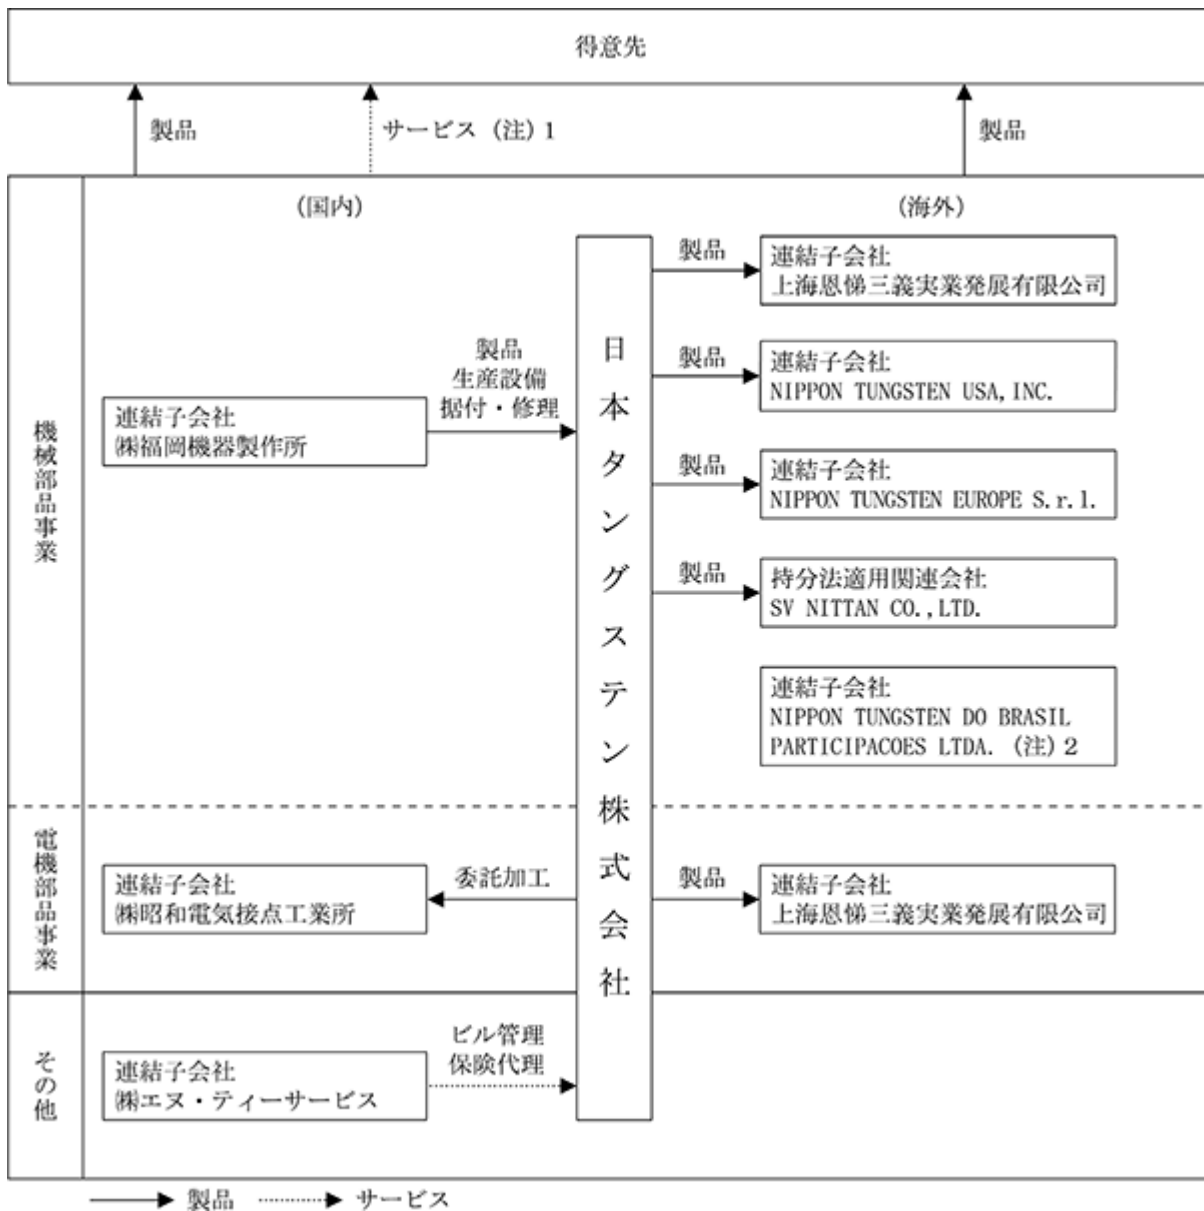 得意先
製品
サービス (注) 1
製品
(国内)
(海外)
機械部品事業
連結子会社
㈱福岡機器製作所
製品
生産設備
据付・修理
日本タングステン株式会社
製品
連結子会社
上海恩悌三義実業発展有限公司
製品
連結子会社
NIPPON TUNGSTEN USA,INC.
製品
連結子会社
NIPPON TUNGSTEN EUROPE S.r.l.
製品
持分法適用関連会社
SV NITTAN CO.,LTD.
連結子会社
NIPPON TUNGSTEN DO BRASIL
PARTICIPACOES LTDA. (注) 2
電機部品事業
連結子会社
㈱昭和電気接点工業所
委託加工
製品
連結子会社
上海恩悌三義実業発展有限公司
その他
連結子会社
㈱エヌ・ティーサービス
ビル管理
保険代理
製品
サービス